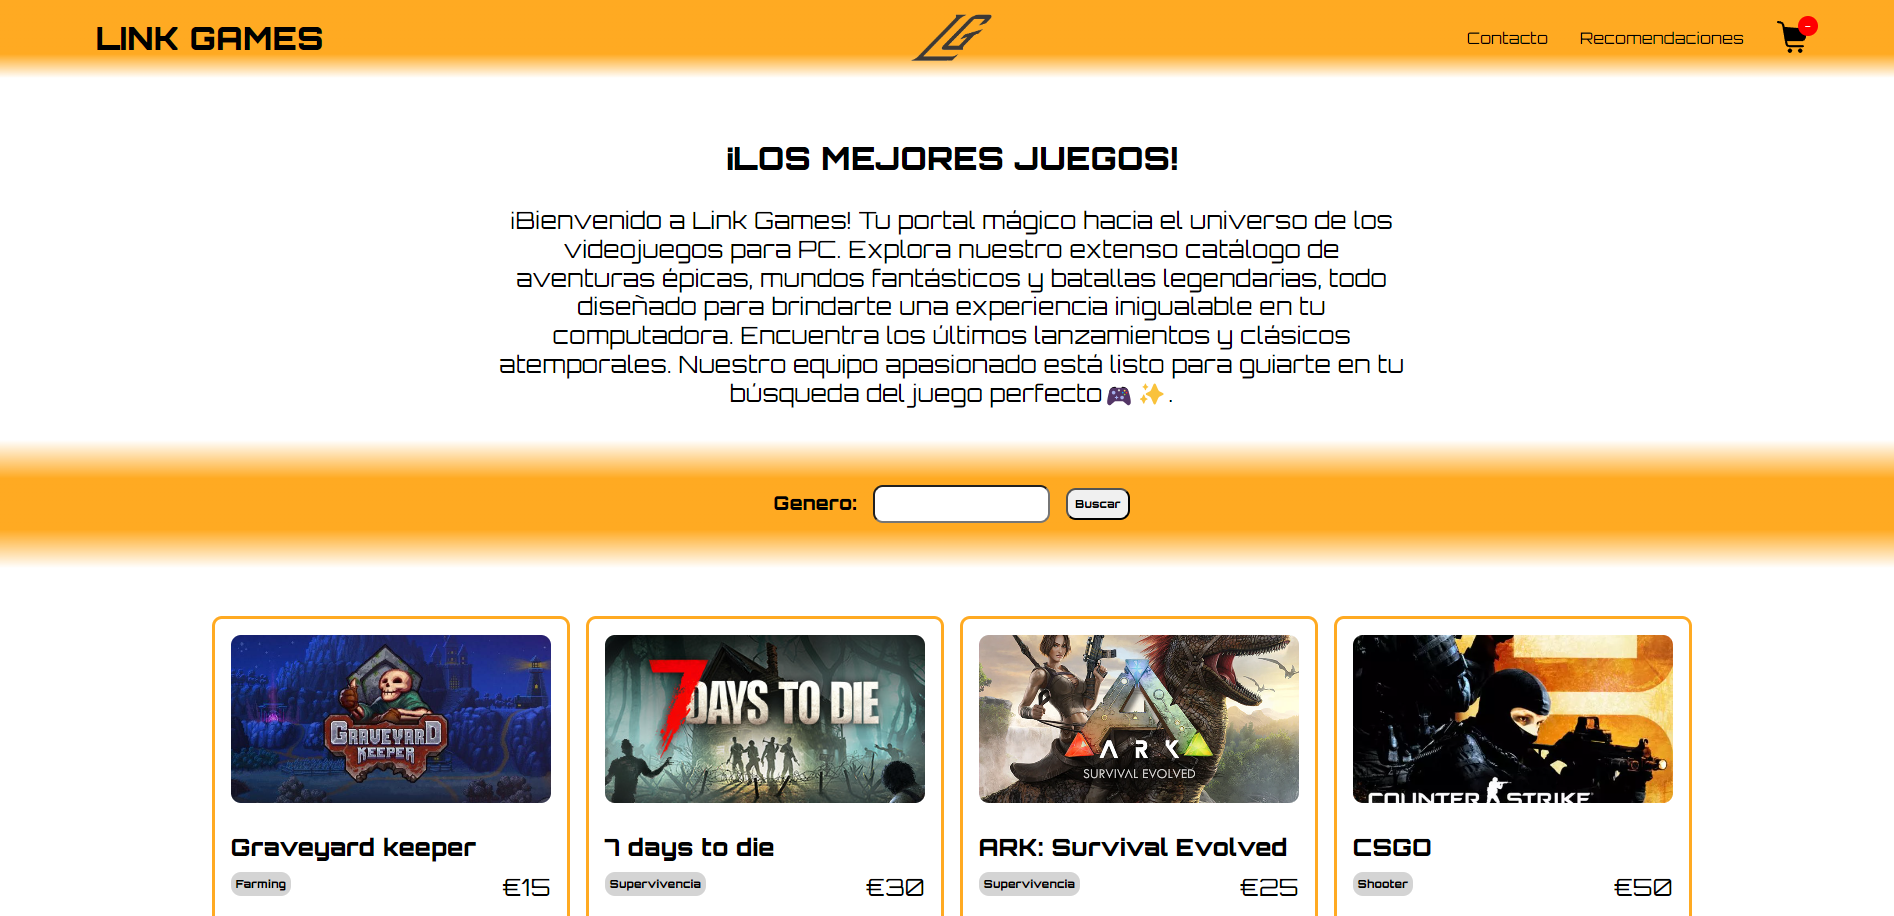 LINK GAMES
LG
Contacto
Recomendaciones
-
¡LOS MEJORES JUEGOS!
¡Bienvenido a Link Games! Tu portal mágico hacia el universo de los
videojuegos para PC. Explora nuestro extenso catálogo de
aventuras épicas, mundos fantásticos y batallas legendarias, todo
diseñado para brindarte una experiencia inigualable en tu
computadora. Encuentra los últimos lanzamientos y clásicos
atemporales. Nuestro equipo apasionado está listo para guiarte en tu
búsqueda del juego perfecto 🎮 ✨.
Genero:
Buscar
GRAVEYARD
KEEPER
Graveyard keeper
Farming
€15
7 DAYS TO DIE
7 days to die
Supervivencia
€30
ARK
SURVIVAL EVOLVED
ARK: Survival Evolved
Supervivencia
€25
COUNTER STRIKE
CSGO
Shooter
€50